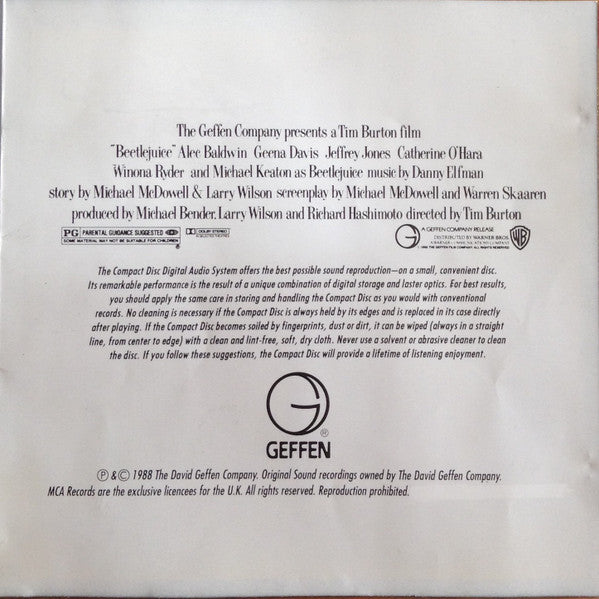 The Geffen Company presents a Tim Burton film
"Beetlejuice" Alec Baldwin Geena Davis Jeffrey Jones Catherine O'Hara
Winona Ryder and Michael Keaton as Beetlejuice music by Danny Elfman
story by Michael McDowell & Larry Wilson screenplay by Michael McDowell and Warren Skaaren
produced by Michael Bender, Larry Wilson and Richard Hashimoto directed by Tim Burton
PG PARENTAL GUIDANCE SUGGESTED
SOME MATERIAL MAY NOT BE SUITABLE FOR CHILDREN
DOLBY STEREO
IN SELECTED THEATRES
A GEFFEN COMPANY RELEASE
DISTRIBUTED BY WARNER BROS.
A WARNER COMMUNICATIONS COMPANY
WB
The Compact Disc Digital Audio System offers the best possible sound reproduction—on a small, convenient disc.
Its remarkable performance is the result of a unique combination of digital storage and laster optics. For best results,
you should apply the same care in storing and handling the Compact Disc as you would with conventional
records. No cleaning is necessary if the Compact Disc is always held by its edges and is replaced in its case directly
after playing. If the Compact Disc becomes soiled by fingerprints, dust or dirt, it can be wiped (always in a straight
line, from center to edge) with a clean and lint-free, soft, dry cloth. Never use a solvent or abrasive cleaner to clean
the disc. If you follow these suggestions, the Compact Disc will provide a lifetime of listening enjoyment.
®
GEFFEN
℗ &© 1988 The David Geffen Company. Original Sound recordings owned by The David Geffen Company.
MCA Records are the exclusive licencees for the U.K. All rights reserved. Reproduction prohibited.